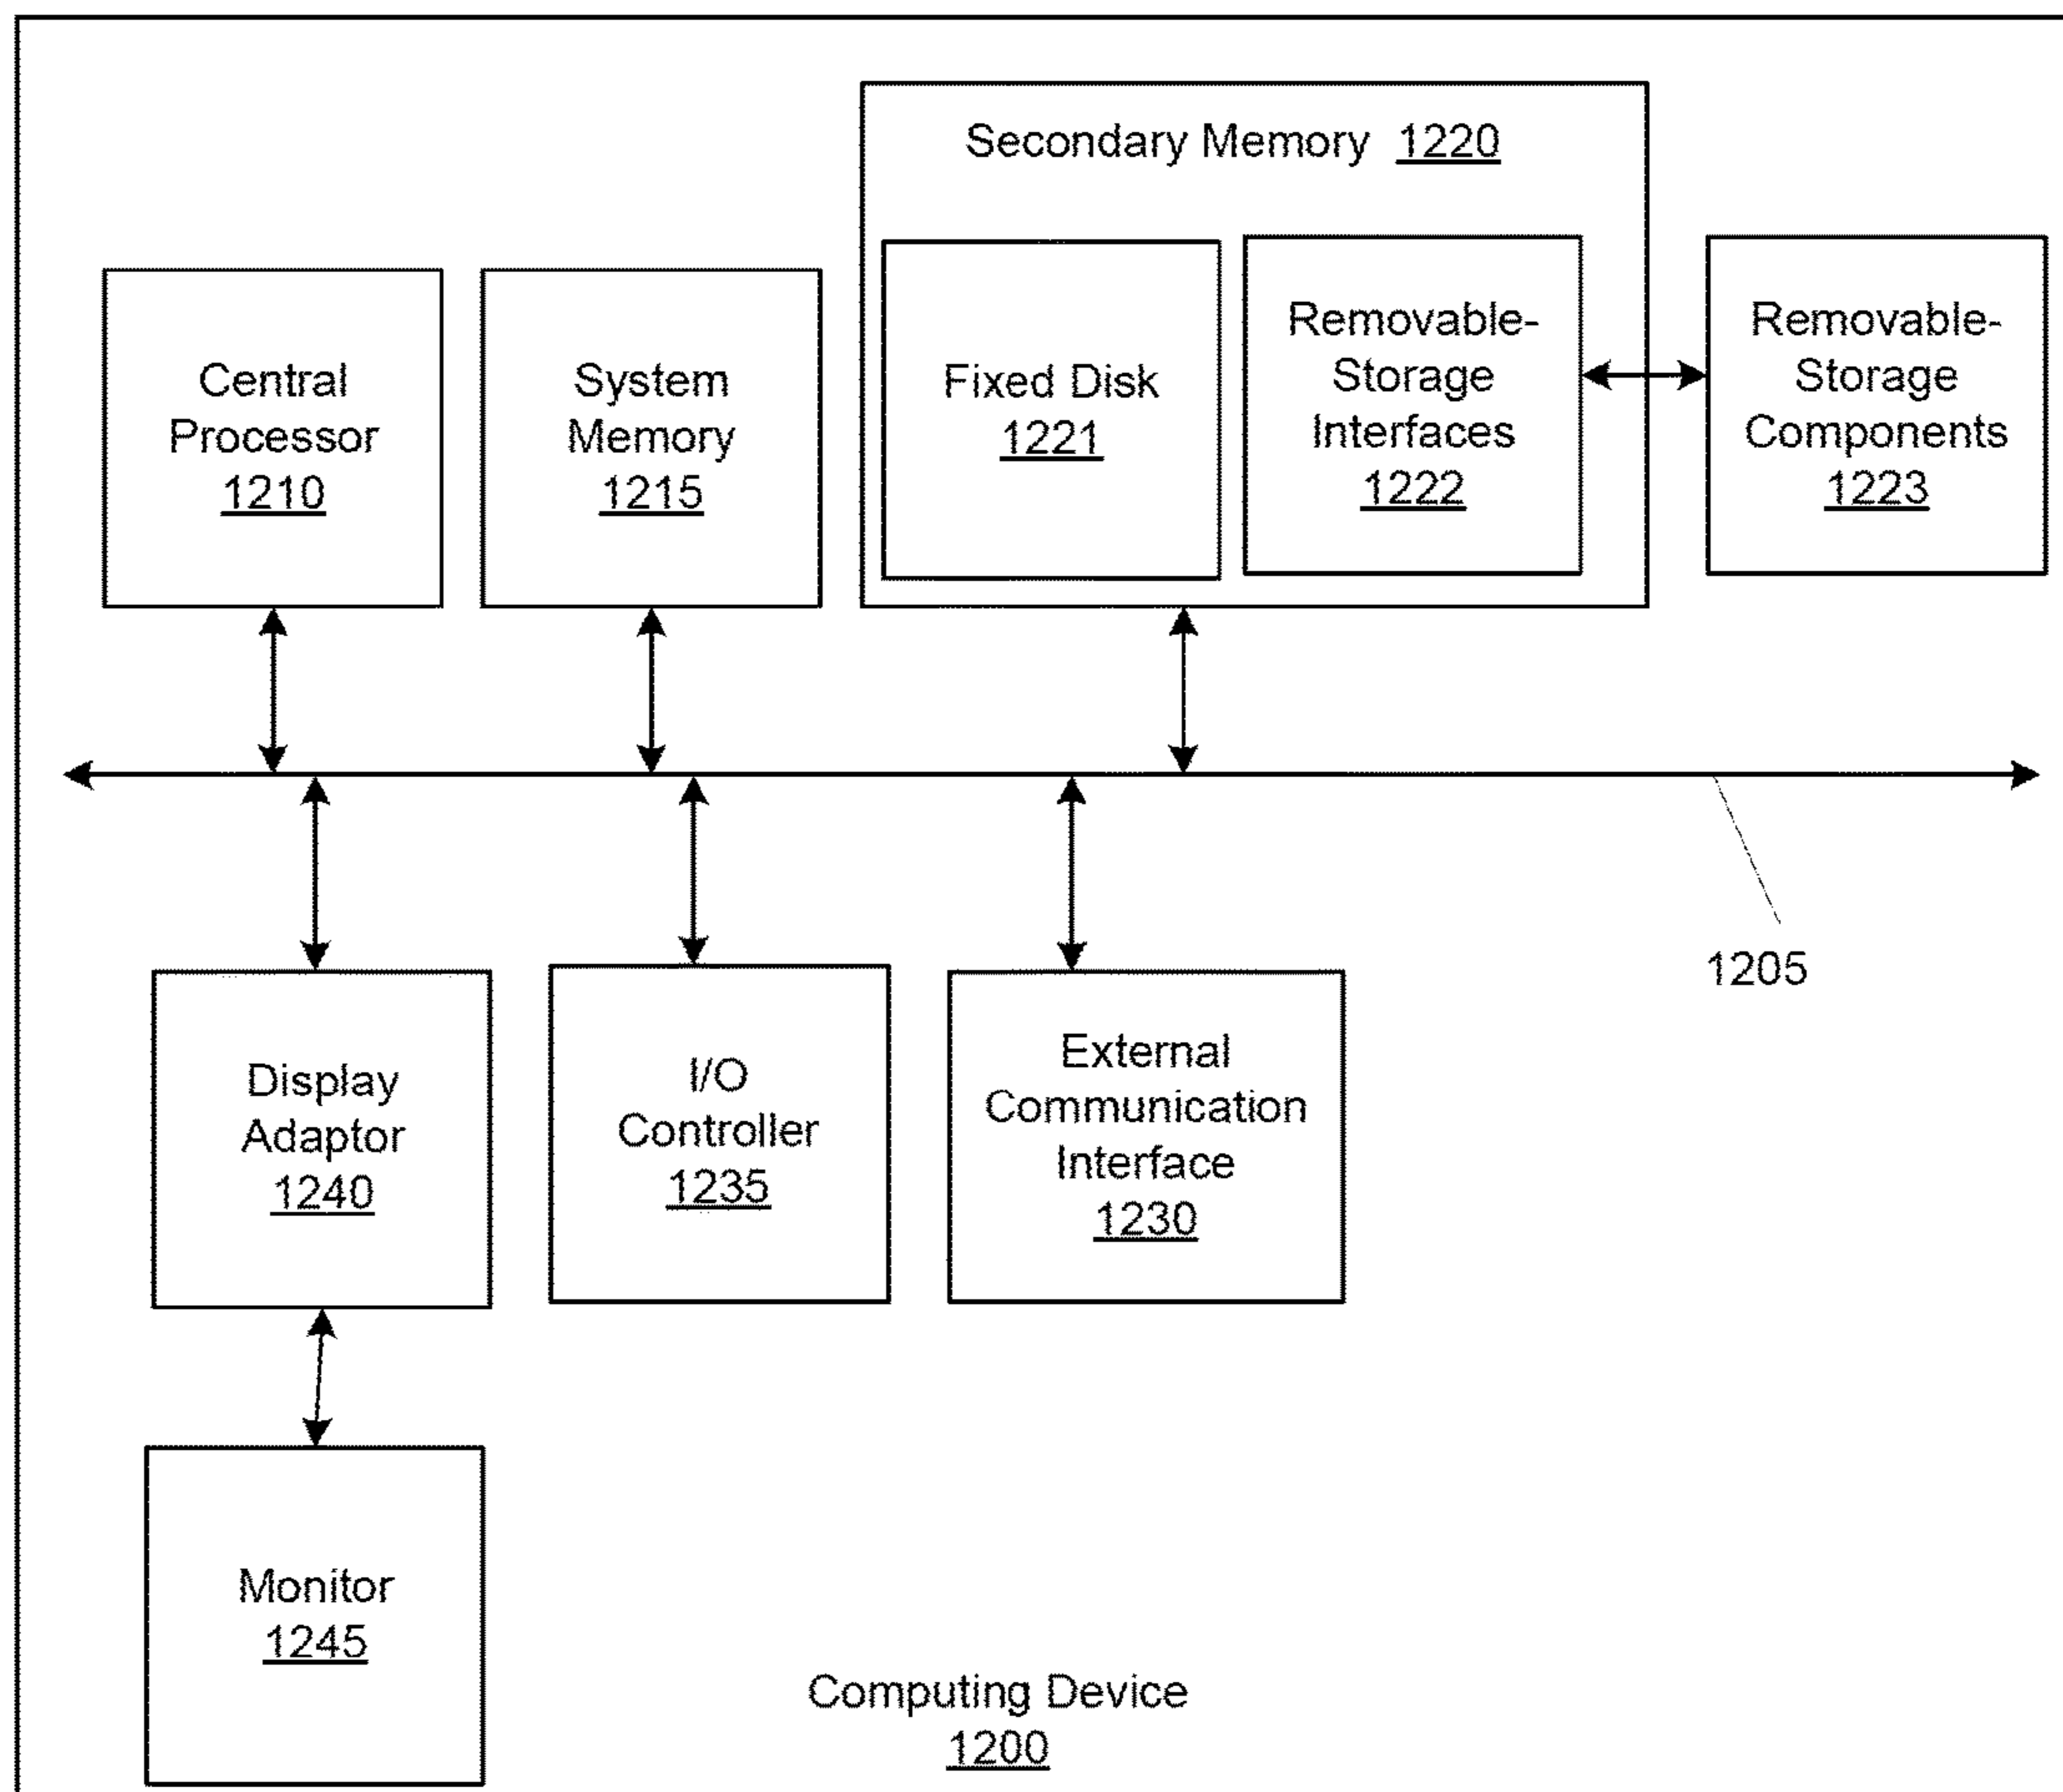 Secondary Memory 1220
Central
Processor
1210
System
Memory
1215
Fixed Disk
1221
Removable-
Storage
Interfaces
1222
Removable-
Storage
Components
1223
1205
Display
Adaptor
1240
I/O
Controller
1235
External
Communication
Interface
1230
Monitor
1245
Computing Device
1200